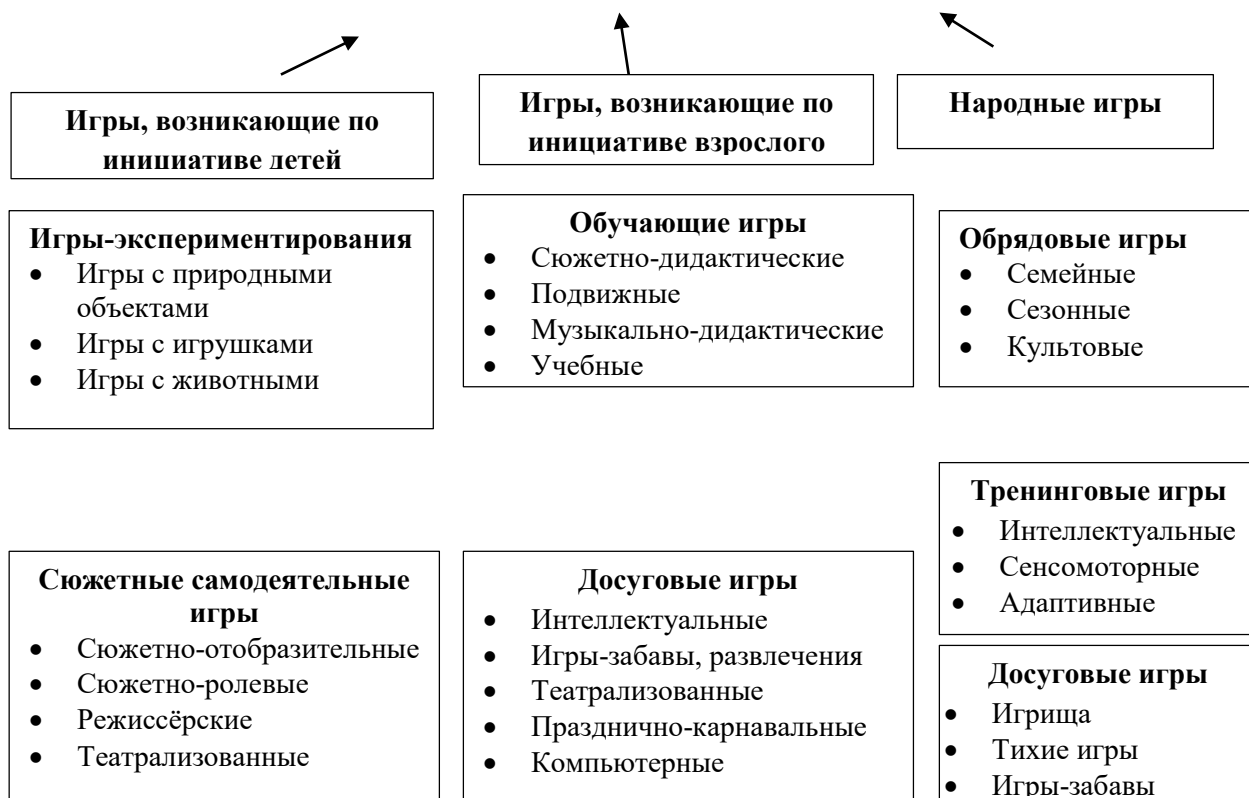 Игры, возникающие по
инициативе детей
Игры, возникающие по
инициативе взрослого
Народные игры
Игры-экспериментирования
• Игры с природными
объектами
• Игры с игрушками
• Игры с животными
Обучающие игры
• Сюжетно-дидактические
• Подвижные
• Музыкально-дидактические
• Учебные
Обрядовые игры
• Семейные
• Сезонные
• Культовые
Тренинговые игры
• Интеллектуальные
• Сенсомоторные
• Адаптивные
Сюжетные самодеятельные
игры
• Сюжетно-отобразительные
• Сюжетно-ролевые
• Режиссёрские
• Театрализованные
Досуговые игры
• Интеллектуальные
• Игры-забавы, развлечения
• Театрализованные
• Празднично-карнавальные
• Компьютерные
Досуговые игры
• Игрища
• Тихие игры
• Игры-забавы